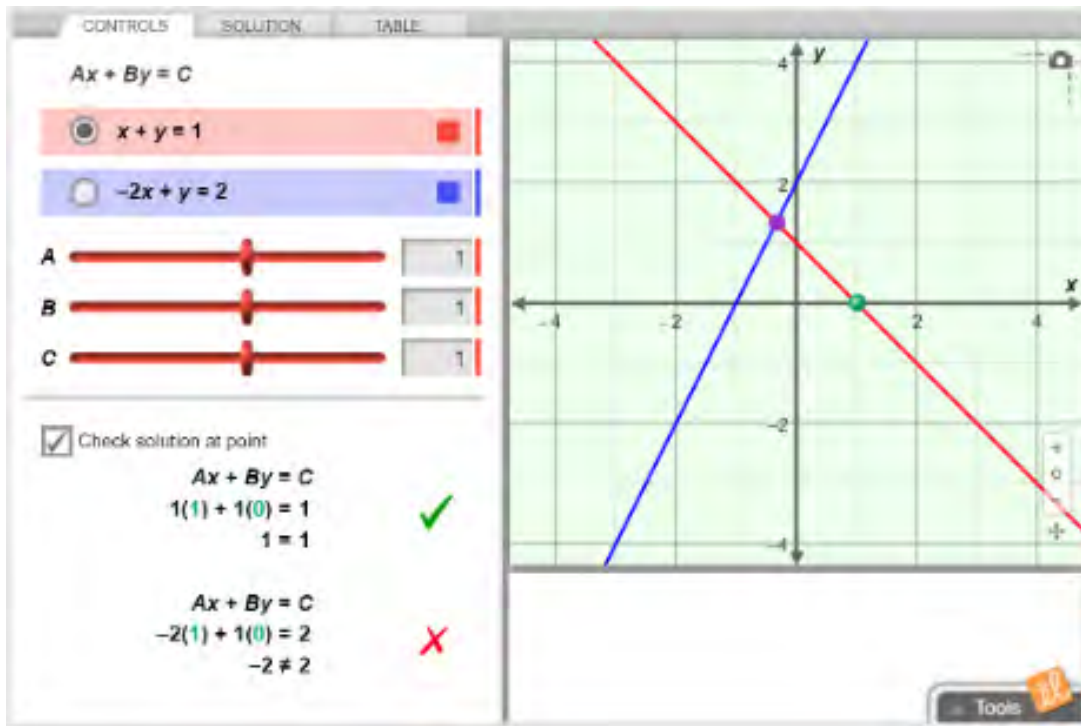 CONTROLS SOLUTION TABLE
Ax + By = C
x + y = 1
–2x + y = 2
A 1
B 1
C 1
Check solution at point
Ax + By = C
1(1) + 1(0) = 1
1 = 1
Ax + By = C
–2(1) + 1(0) = 2
–2 ≠ 2
y
4
2
x
–4 –2 2 4
–2
–4
Tools